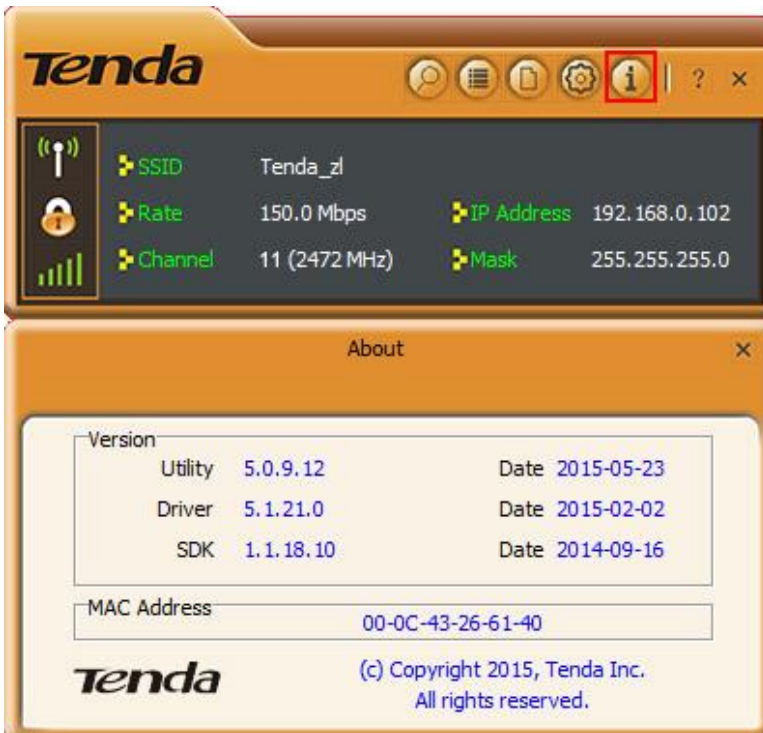 Tenda
i | ? ×
SSID Tenda_zl
Rate 150.0 Mbps IP Address 192.168.0.102
Channel 11 (2472 MHz) Mask 255.255.255.0
About ×
Version
Utility 5.0.9.12 Date 2015-05-23
Driver 5.1.21.0 Date 2015-02-02
SDK 1.1.18.10 Date 2014-09-16
MAC Address
00-0C-43-26-61-40
Tenda
(c) Copyright 2015, Tenda Inc.
All rights reserved.